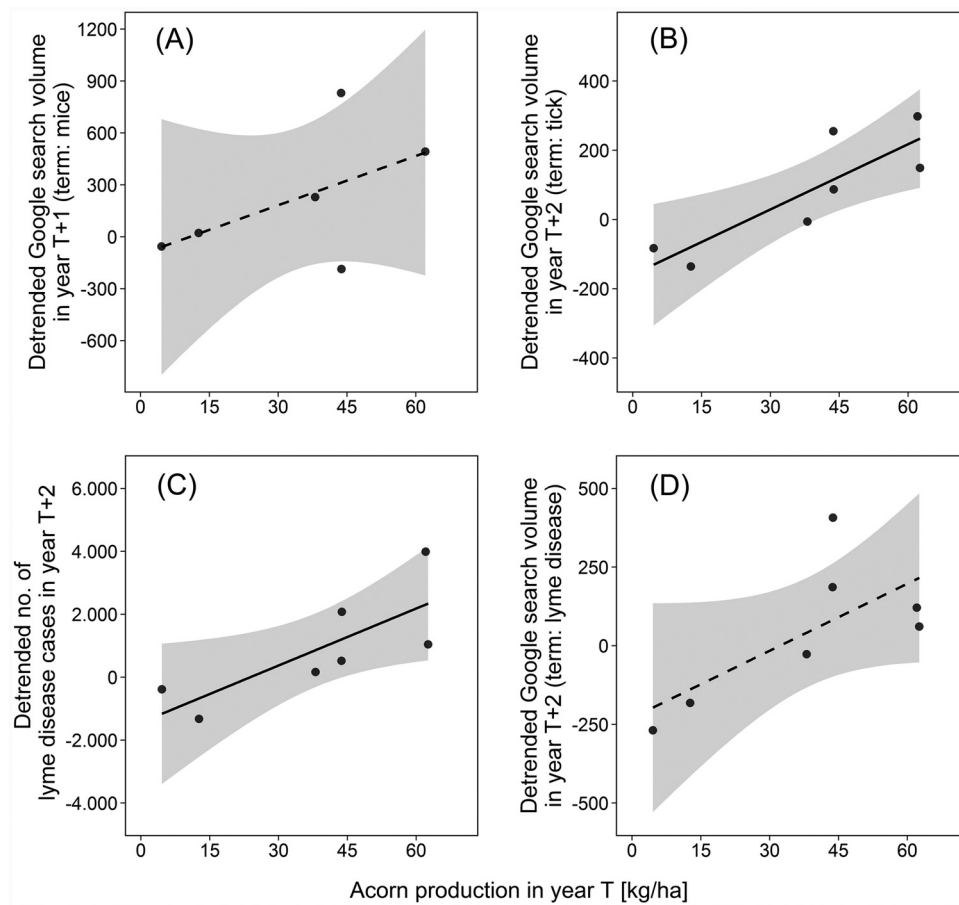 (A)
Detrended Google search volume
in year T+1 (term: mice)
1200
900
600
300
0
-300
-600
0 15 30 45 60
(B)
Detrended Google search volume
in year T+2 (term: tick)
400
200
0
-200
-400
0 15 30 45 60
(C)
Detrended no. of
lyme disease cases in year T+2
6.000
4.000
2.000
0
-2.000
-4.000
0 15 30 45 60
(D)
Detrended Google search volume
in year T+2 (term: lyme disease)
500
250
0
-250
-500
0 15 30 45 60
Acorn production in year T [kg/ha]